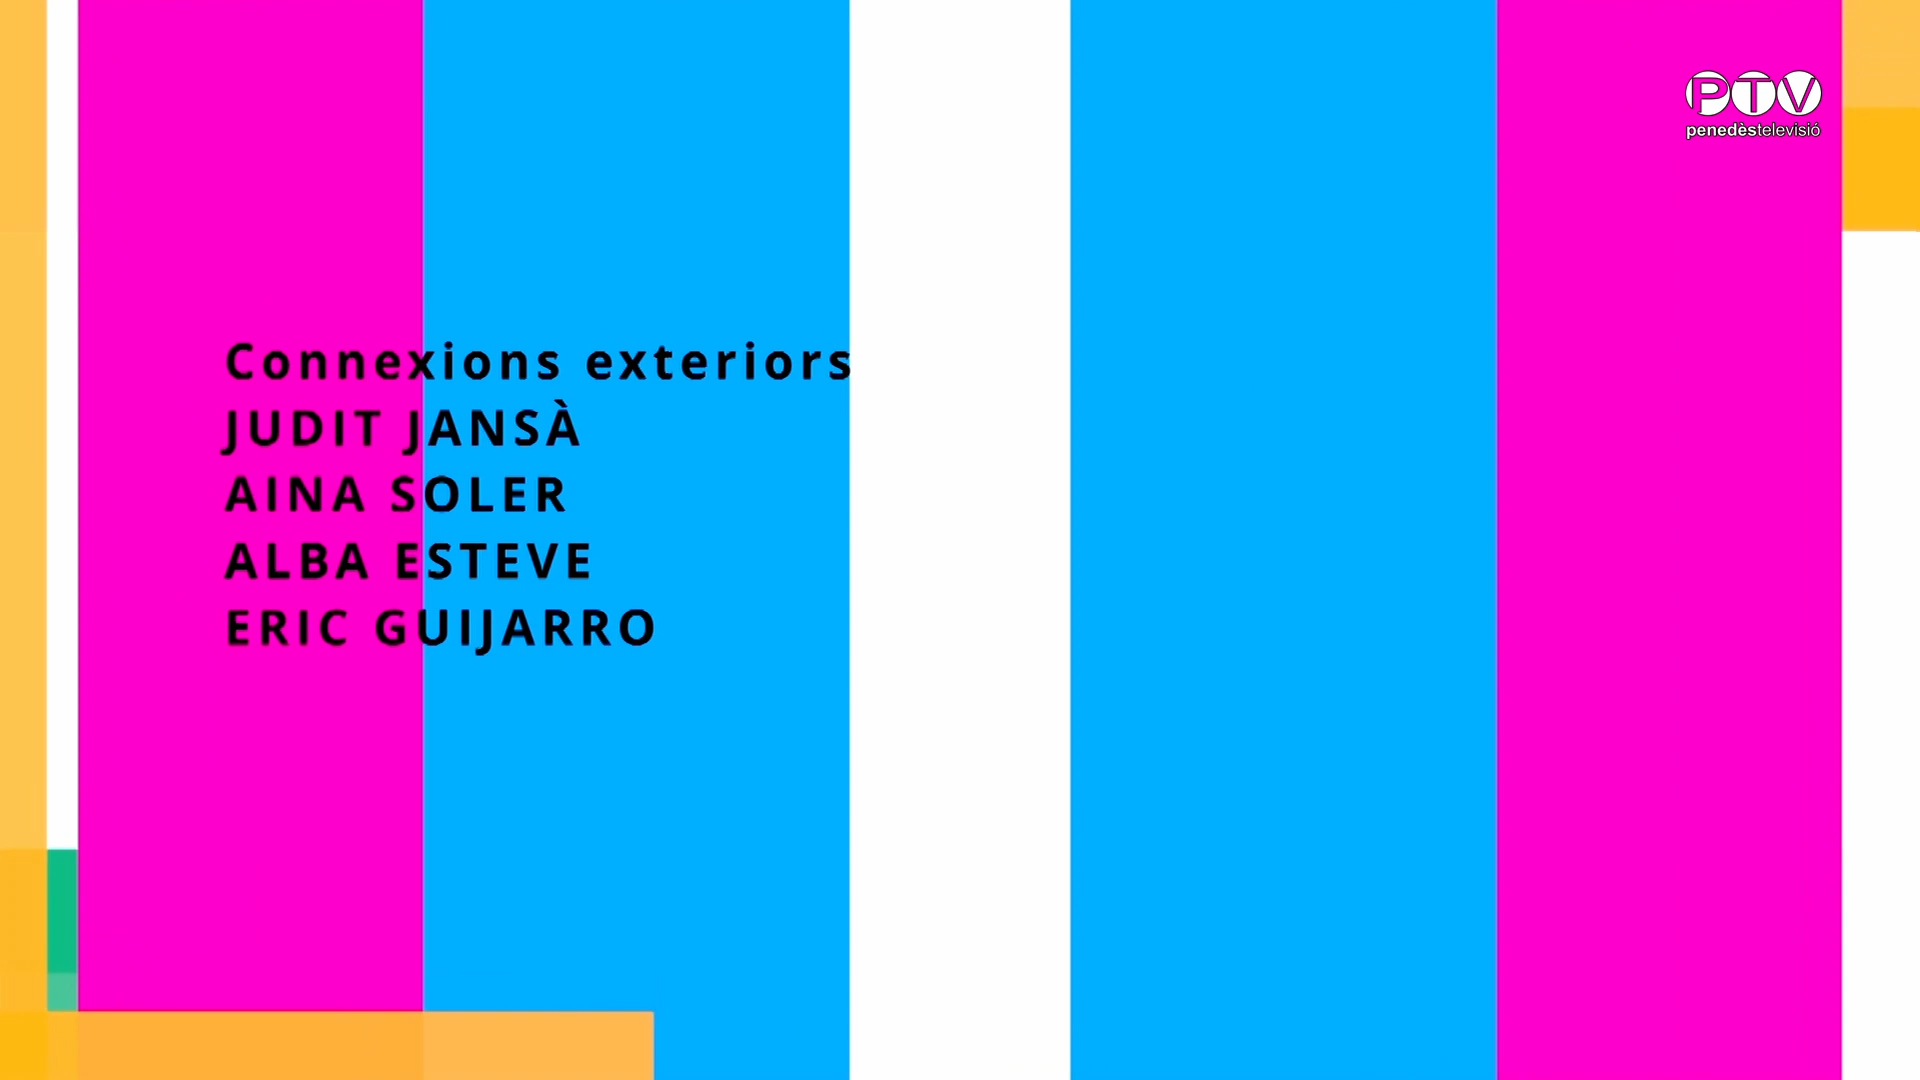 PTV
penedèstelevisió
Connexions exteriors
JUDIT JANSÀ
AINA SOLER
ALBA ESTEVE
ERIC GUIJARRO